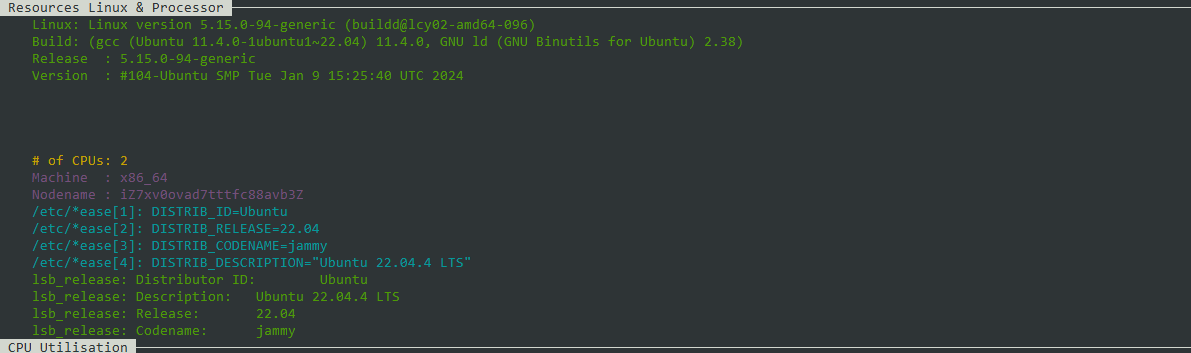 Resources Linux & Processor
Linux: Linux version 5.15.0-94-generic (buildd@lcy02-amd64-096)
Build: (gcc (Ubuntu 11.4.0-1ubuntu1~22.04) 11.4.0, GNU ld (GNU Binutils for Ubuntu) 2.38)
Release  : 5.15.0-94-generic
Version  : #104-Ubuntu SMP Tue Jan 9 15:25:40 UTC 2024
# of CPUs: 2
Machine  : x86_64
Nodename : iZ7xv0ovad7tttfc88avb3Z
/etc/*ease[1]: DISTRIB_ID=Ubuntu
/etc/*ease[2]: DISTRIB_RELEASE=22.04
/etc/*ease[3]: DISTRIB_CODENAME=jammy
/etc/*ease[4]: DISTRIB_DESCRIPTION="Ubuntu 22.04.4 LTS"
lsb_release: Distributor ID:        Ubuntu
lsb_release: Description:   Ubuntu 22.04.4 LTS
lsb_release: Release:       22.04
lsb_release: Codename:      jammy
CPU Utilisation